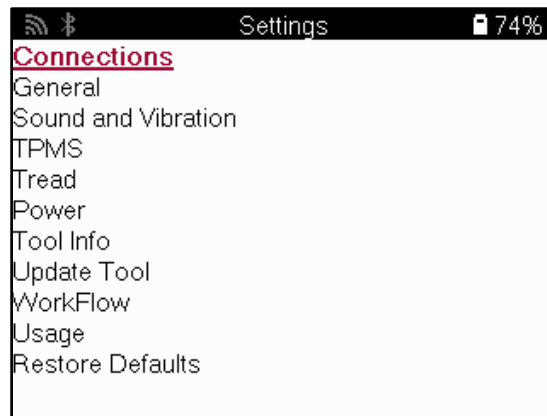 Settings 74%
Connections
General
Sound and Vibration
TPMS
Tread
Power
Tool Info
Update Tool
WorkFlow
Usage
Restore Defaults